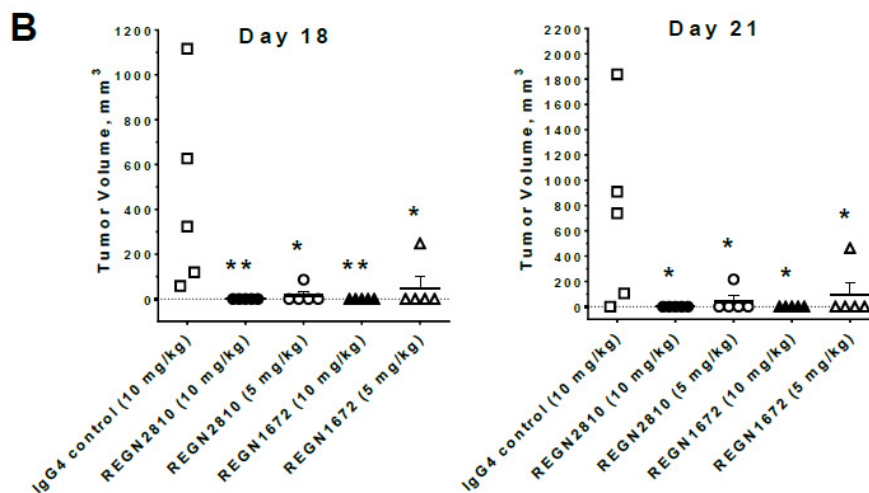 B
Day 18
Tumor Volume, mm³
1200
1000
800
600
400
200
0
**
*
**
*
IgG4 control (10 mg/kg)
REGN2810 (10 mg/kg)
REGN2810 (5 mg/kg)
REGN1672 (10 mg/kg)
REGN1672 (5 mg/kg)
Day 21
Tumor Volume, mm³
2200
2000
1800
1600
1400
1200
1000
800
600
400
200
0
*
*
*
*
IgG4 control (10 mg/kg)
REGN2810 (10 mg/kg)
REGN2810 (5 mg/kg)
REGN1672 (10 mg/kg)
REGN1672 (5 mg/kg)